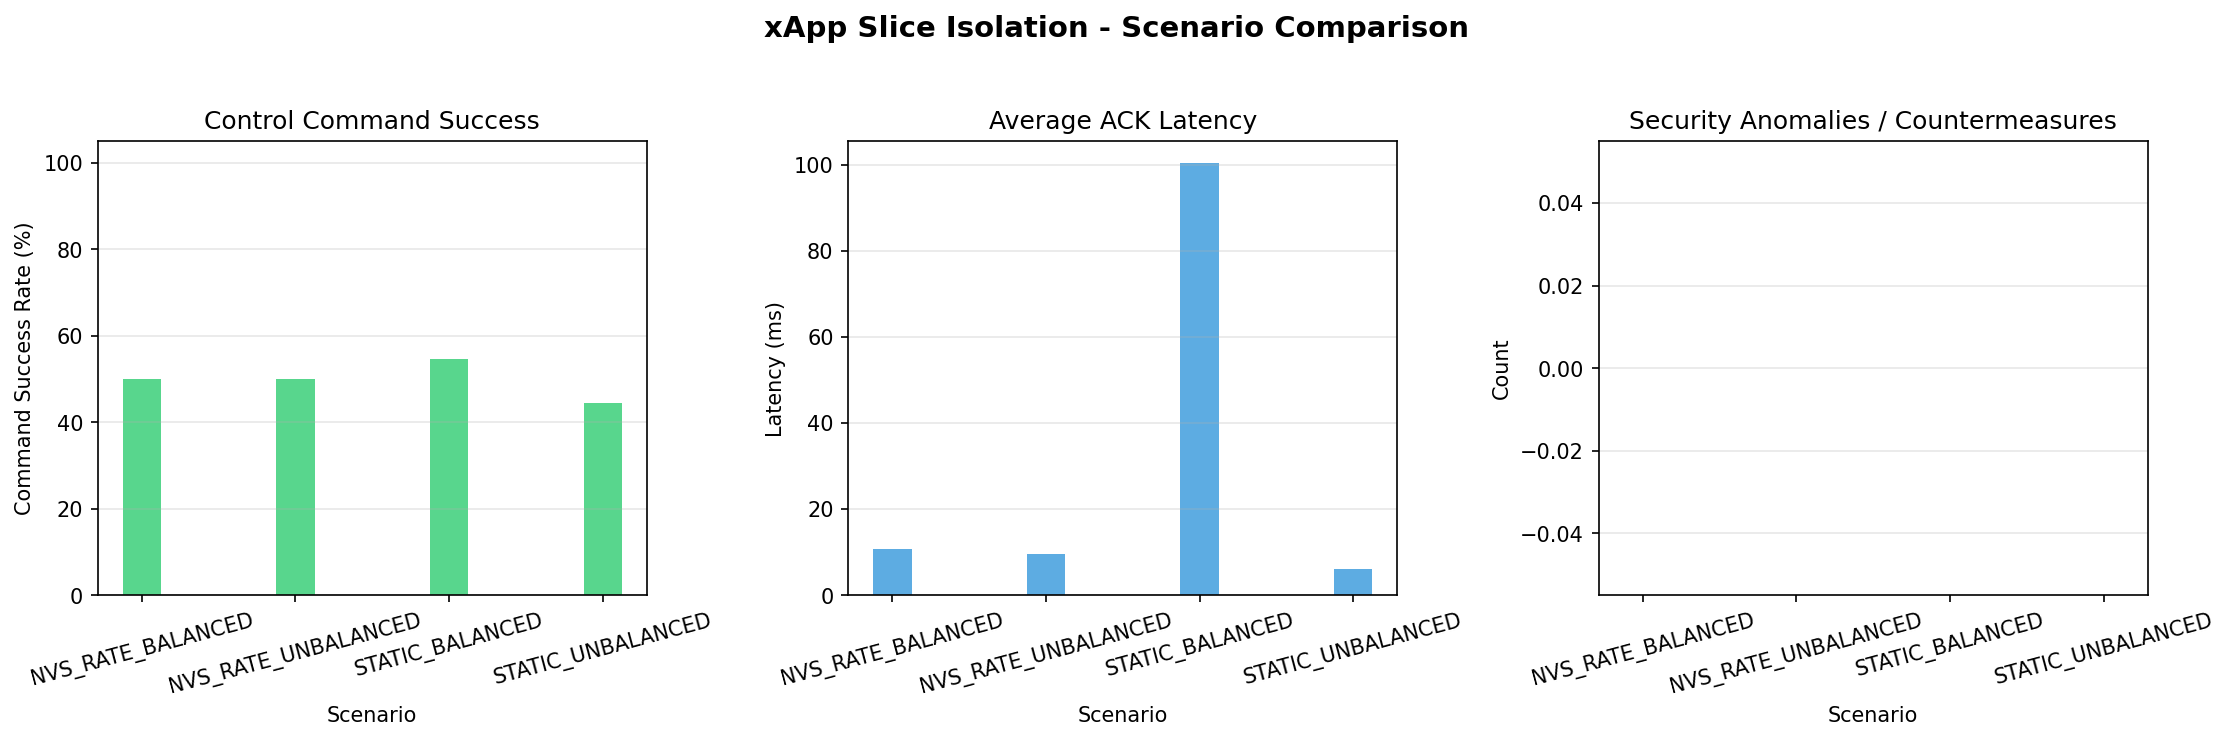 xApp Slice Isolation - Scenario Comparison
Control Command Success
Command Success Rate (%)
100
80
60
40
20
0
NVS_RATE_BALANCED
NVS_RATE_UNBALANCED
STATIC_BALANCED
STATIC_UNBALANCED
Scenario
Average ACK Latency
Latency (ms)
100
80
60
40
20
0
NVS_RATE_BALANCED
NVS_RATE_UNBALANCED
STATIC_BALANCED
STATIC_UNBALANCED
Scenario
Security Anomalies / Countermeasures
Count
0.04
0.02
0.00
−0.02
−0.04
NVS_RATE_BALANCED
NVS_RATE_UNBALANCED
STATIC_BALANCED
STATIC_UNBALANCED
Scenario